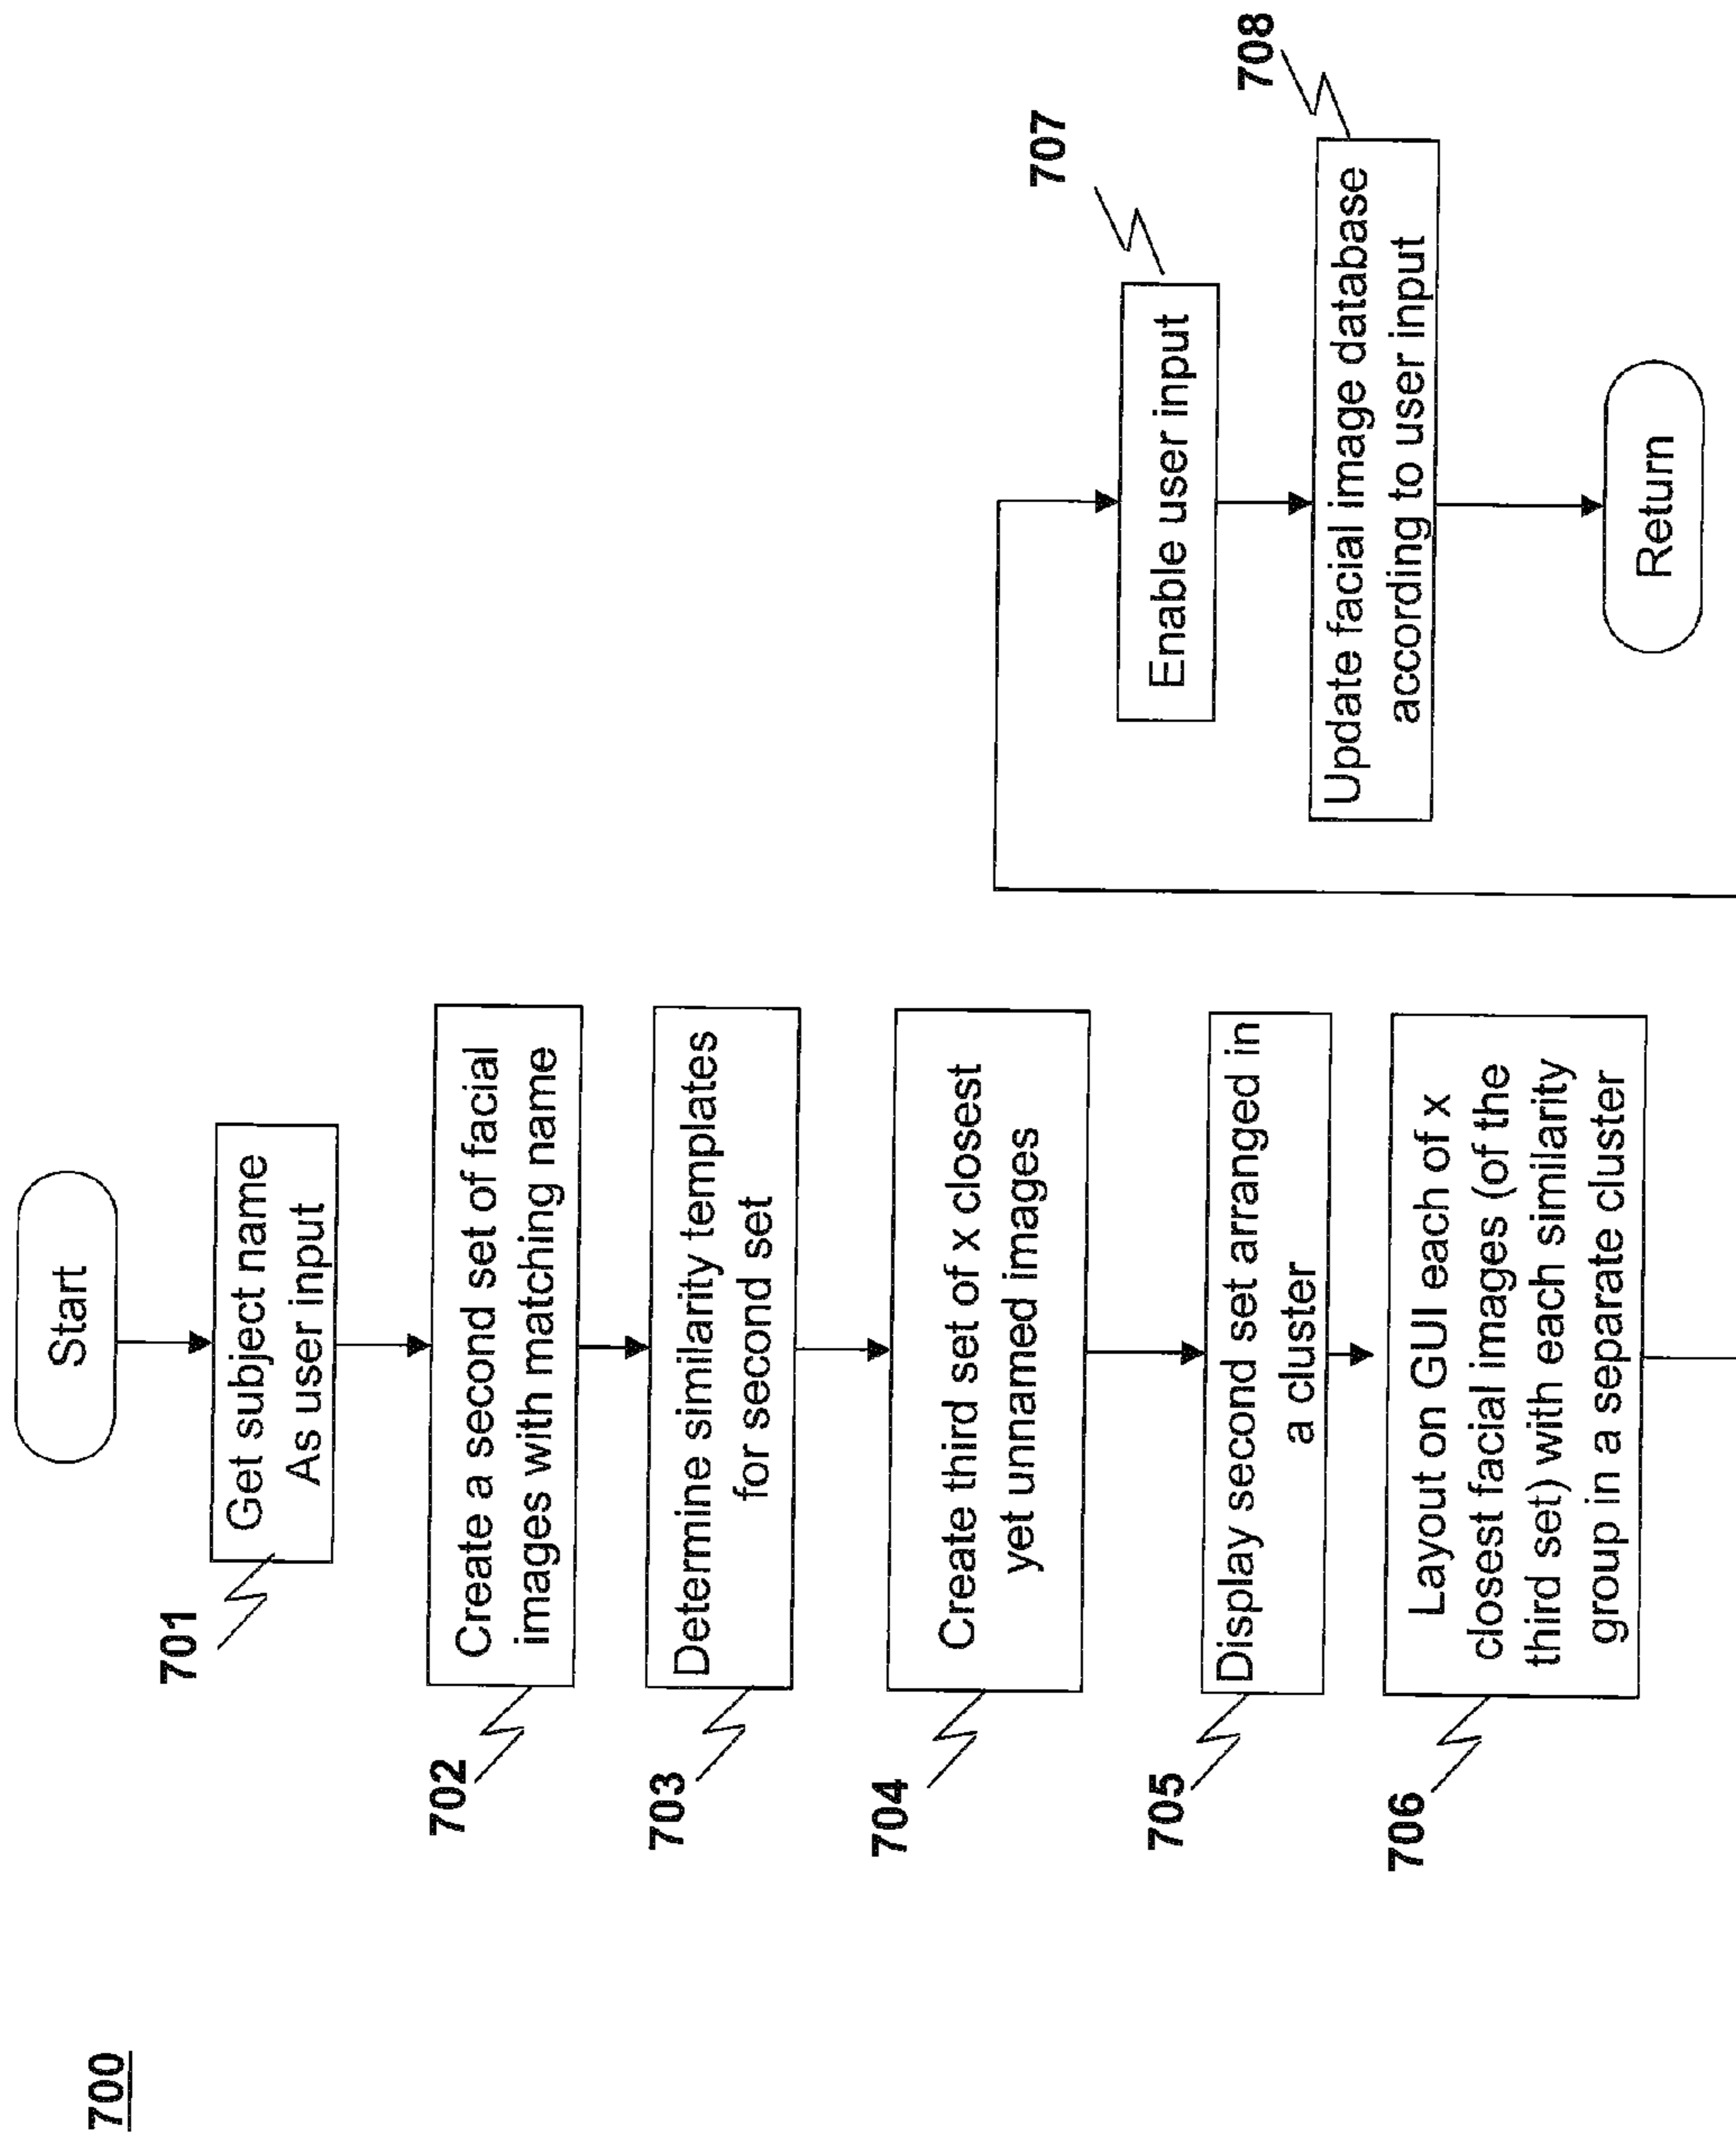 700
Start
701
Get subject name
As user input
702
Create a second set of facial
images with matching name
703
Determine similarity templates
for second set
704
Create third set of x closest
yet unnamed images
705
Display second set arranged in
a cluster
706
Layout on GUI each of x
closest facial images (of the
third set) with each similarity
group in a separate cluster
707
Enable user input
708
Update facial image database
according to user input
Return